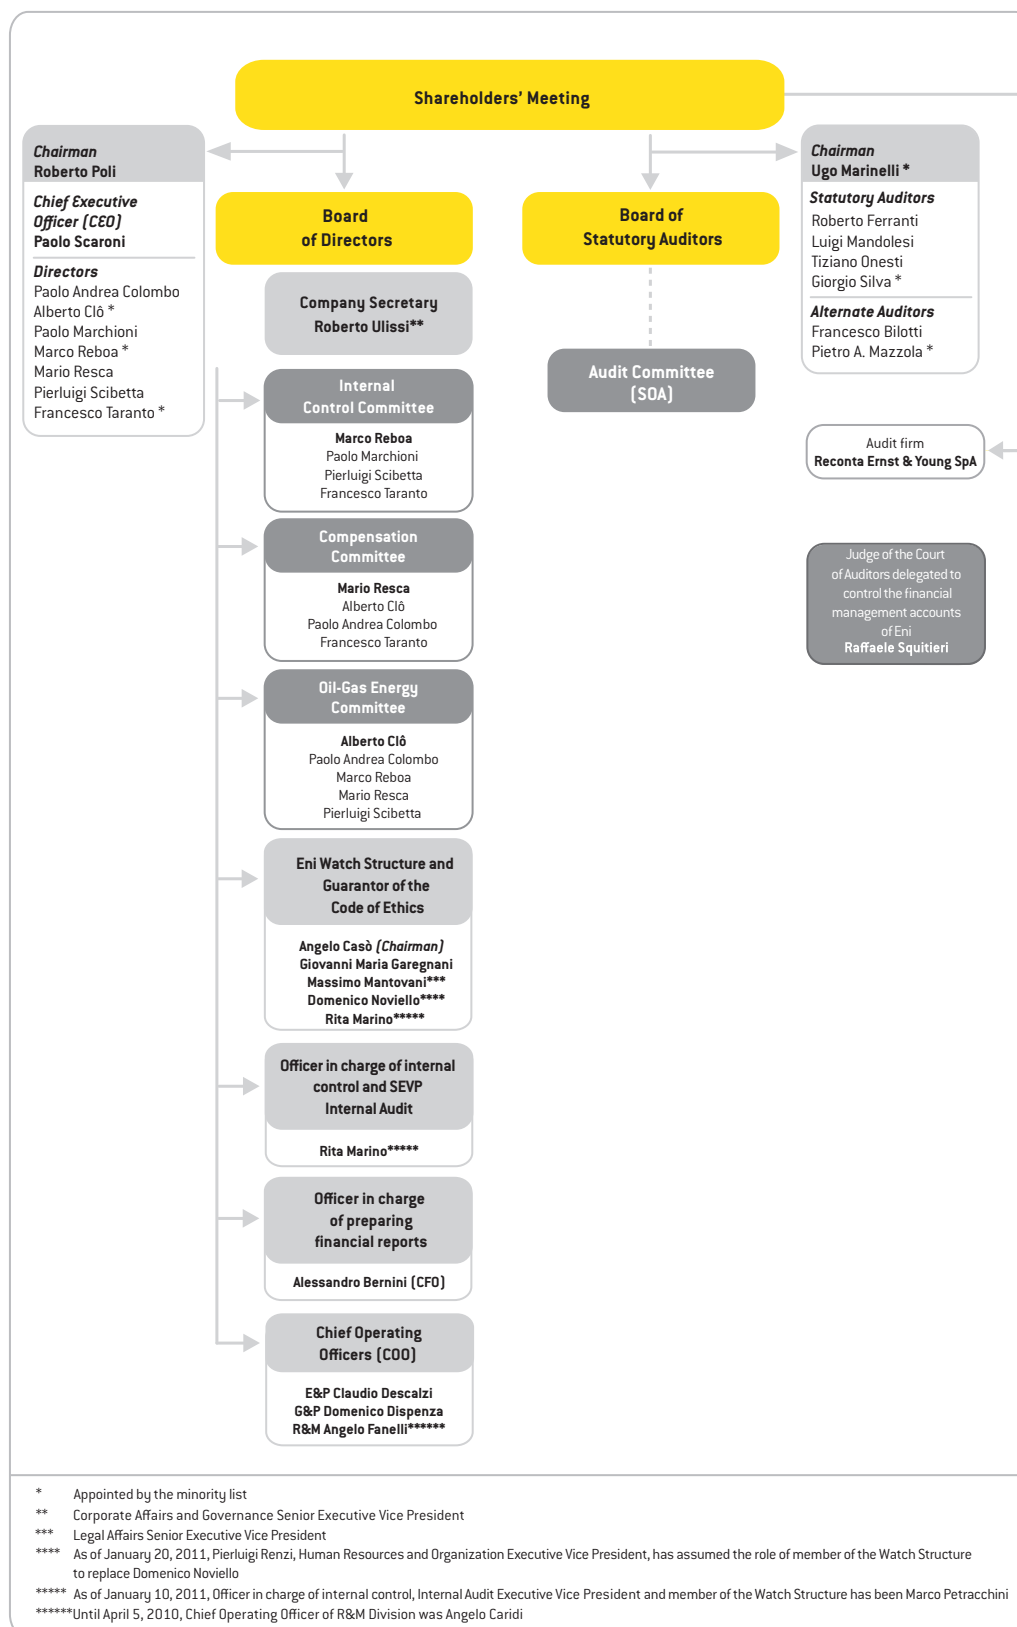 Shareholders' Meeting
Chairman
Roberto Poli
Chief Executive
Officer (CEO)
Paolo Scaroni
Directors
Paolo Andrea Colombo
Alberto Clô *
Paolo Marchioni
Marco Reboa *
Mario Resca
Pierluigi Scibetta
Francesco Taranto *
Board
of Directors
Company Secretary
Roberto Ulissi**
Internal
Control Committee
Marco Reboa
Paolo Marchioni
Pierluigi Scibetta
Francesco Taranto
Compensation
Committee
Mario Resca
Alberto Clô
Paolo Andrea Colombo
Francesco Taranto
Oil-Gas Energy
Committee
Alberto Clô
Paolo Andrea Colombo
Marco Reboa
Mario Resca
Pierluigi Scibetta
Eni Watch Structure and
Guarantor of the
Code of Ethics
Angelo Casò (Chairman)
Giovanni Maria Garegnani
Massimo Mantovani***
Domenico Noviello****
Rita Marino*****
Officer in charge of internal
control and SEVP
Internal Audit
Rita Marino*****
Officer in charge
of preparing
financial reports
Alessandro Bernini (CFO)
Chief Operating
Officers (COO)
E&P Claudio Descalzi
G&P Domenico Dispenza
R&M Angelo Fanelli******
Board of
Statutory Auditors
Audit Committee
(SOA)
Chairman
Ugo Marinelli *
Statutory Auditors
Roberto Ferranti
Luigi Mandolesi
Tiziano Onesti
Giorgio Silva *
Alternate Auditors
Francesco Bilotti
Pietro A. Mazzola *
Audit firm
Reconta Ernst & Young SpA
Judge of the Court
of Auditors delegated to
control the financial
management accounts
of Eni
Raffaele Squitieri
* Appointed by the minority list
** Corporate Affairs and Governance Senior Executive Vice President
*** Legal Affairs Senior Executive Vice President
**** As of January 20, 2011, Pierluigi Renzi, Human Resources and Organization Executive Vice President, has assumed the role of member of the Watch Structure
to replace Domenico Noviello
***** As of January 10, 2011, Officer in charge of internal control, Internal Audit Executive Vice President and member of the Watch Structure has been Marco Petracchini
******Until April 5, 2010, Chief Operating Officer of R&M Division was Angelo Caridi